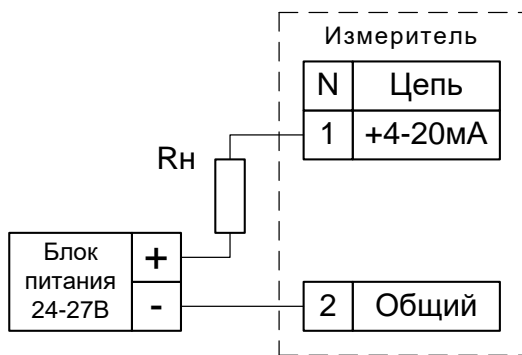 Измеритель
N Цепь
1 +4-20мА
Rн
Блок
питания
24-27В
+
-
2 Общий